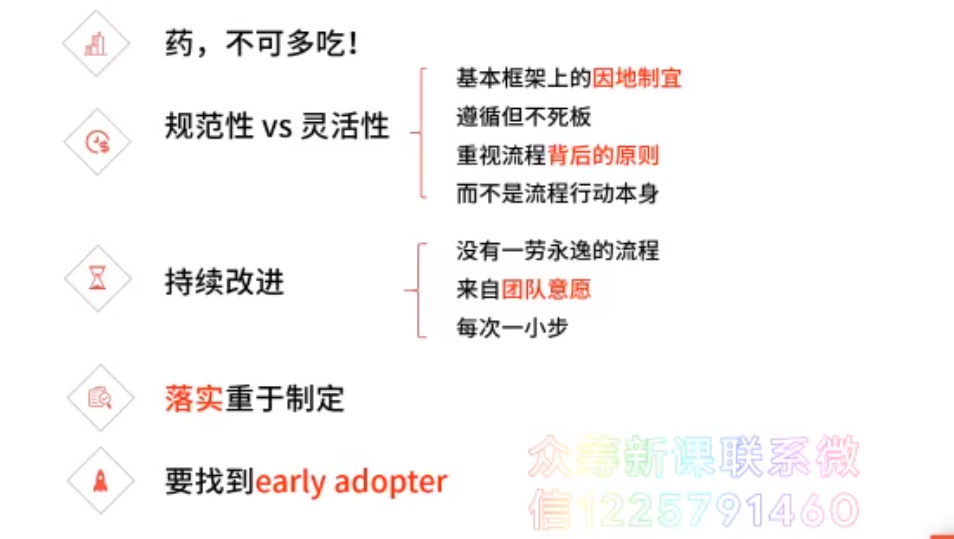 药，不可多吃！
规范性 vs 灵活性
基本框架上的因地制宜
遵循但不死板
重视流程背后的原则
而不是流程行动本身
持续改进
没有一劳永逸的流程
来自团队意愿
每次一小步
落实重于制定
要找到early adopter
众筹新课联系微
信1225791460